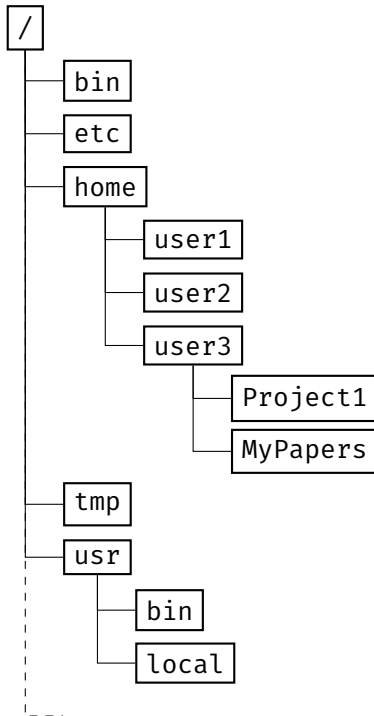 /
bin
etc
home
user1
user2
user3
Project1
MyPapers
tmp
usr
bin
local